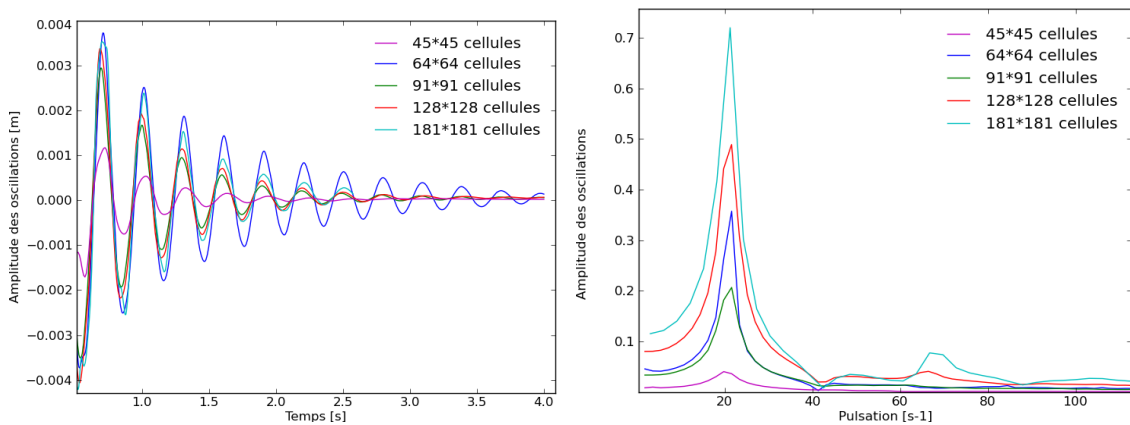 0.004
0.003
0.002
0.001
0.000
−0.001
−0.002
−0.003
−0.004
Amplitude des oscillations [m]
45*45 cellules
64*64 cellules
91*91 cellules
128*128 cellules
181*181 cellules
1.0 1.5 2.0 2.5 3.0 3.5 4.0
Temps [s]
0.7
0.6
0.5
0.4
0.3
0.2
0.1
Amplitude des oscillations
45*45 cellules
64*64 cellules
91*91 cellules
128*128 cellules
181*181 cellules
20 40 60 80 100
Pulsation [s-1]